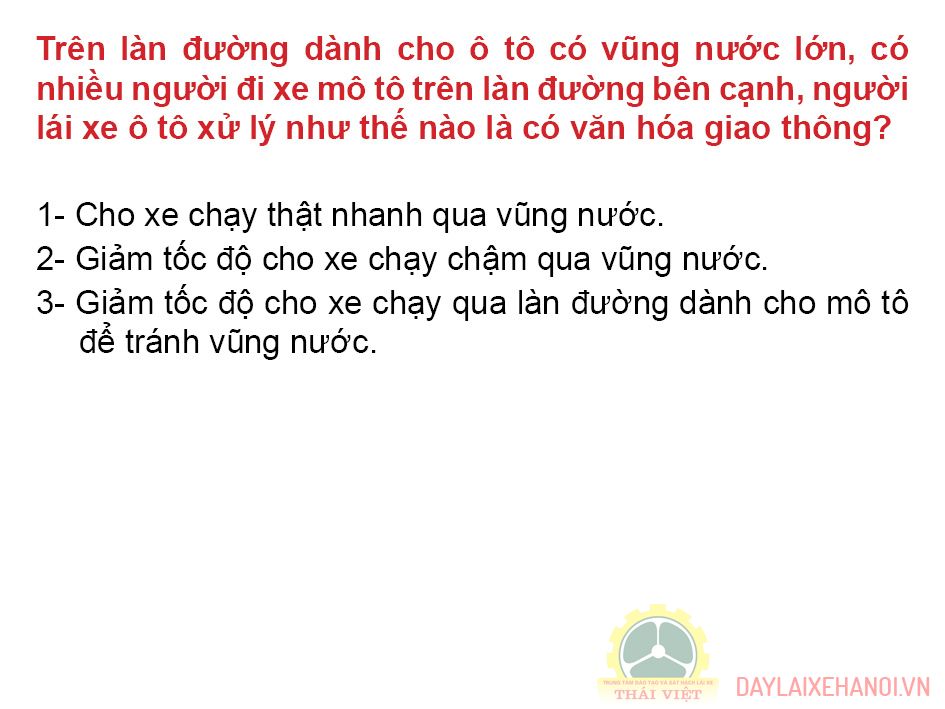 Trên làn đường dành cho ô tô có vũng nước lớn, có
nhiều người đi xe mô tô trên làn đường bên cạnh, người
lái xe ô tô xử lý như thế nào là có văn hóa giao thông?
1- Cho xe chạy thật nhanh qua vũng nước.
2- Giảm tốc độ cho xe chạy chậm qua vũng nước.
3- Giảm tốc độ cho xe chạy qua làn đường dành cho mô tô
để tránh vũng nước.
TRUNG TÂM ĐÀO TẠO VÀ SÁT HẠCH LÁI XE
THÁI VIỆT
DAYLAIXEHANOI.VN